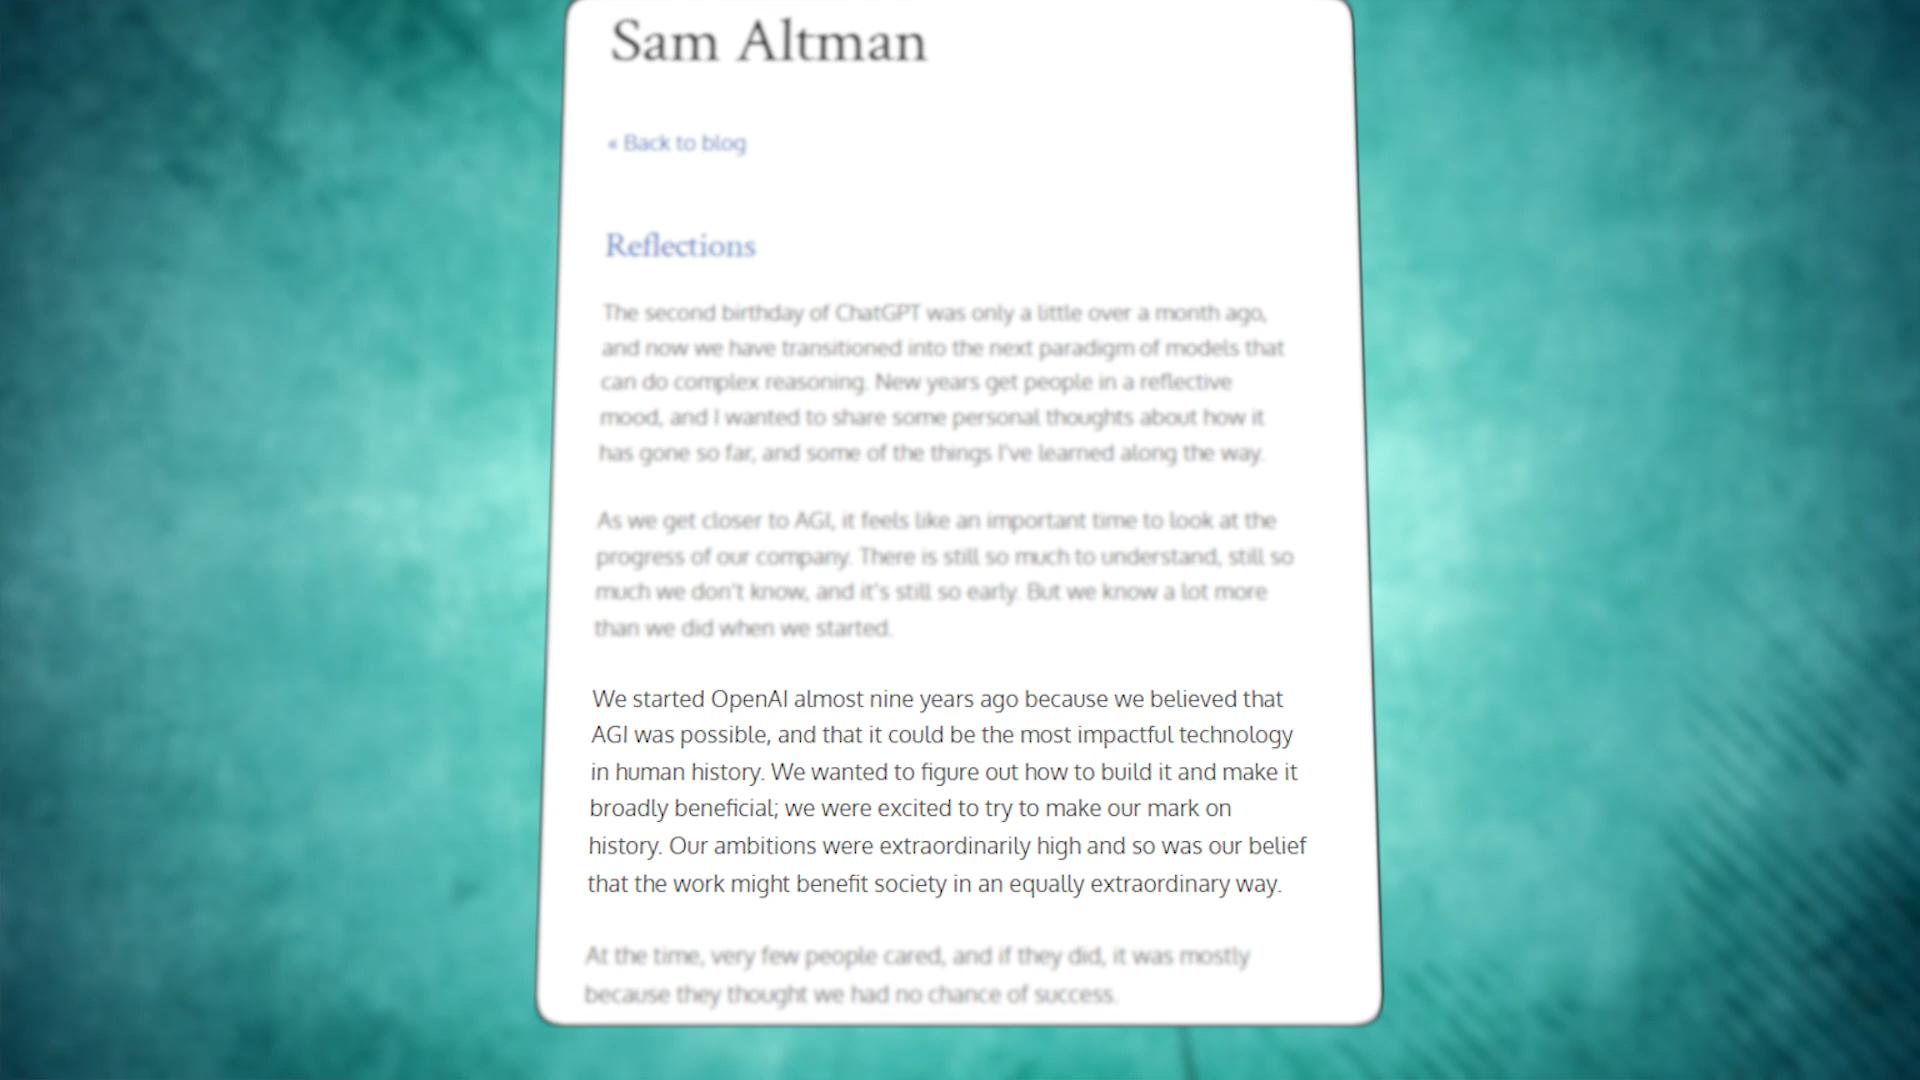 Sam Altman
« Back to blog
Reflections
The second birthday of ChatGPT was only a little over a month ago,
and now we have transitioned into the next paradigm of models that
can do complex reasoning. New years get people in a reflective
mood, and I wanted to share some personal thoughts about how it
has gone so far, and some of the things I've learned along the way.
As we get closer to AGI, it feels like an important time to look at the
progress of our company. There is still so much to understand, still so
much we don't know, and it's still so early. But we know a lot more
than we did when we started.
We started OpenAI almost nine years ago because we believed that
AGI was possible, and that it could be the most impactful technology
in human history. We wanted to figure out how to build it and make it
broadly beneficial; we were excited to try to make our mark on
history. Our ambitions were extraordinarily high and so was our belief
that the work might benefit society in an equally extraordinary way.
At the time, very few people cared, and if they did, it was mostly
because they thought we had no chance of success.